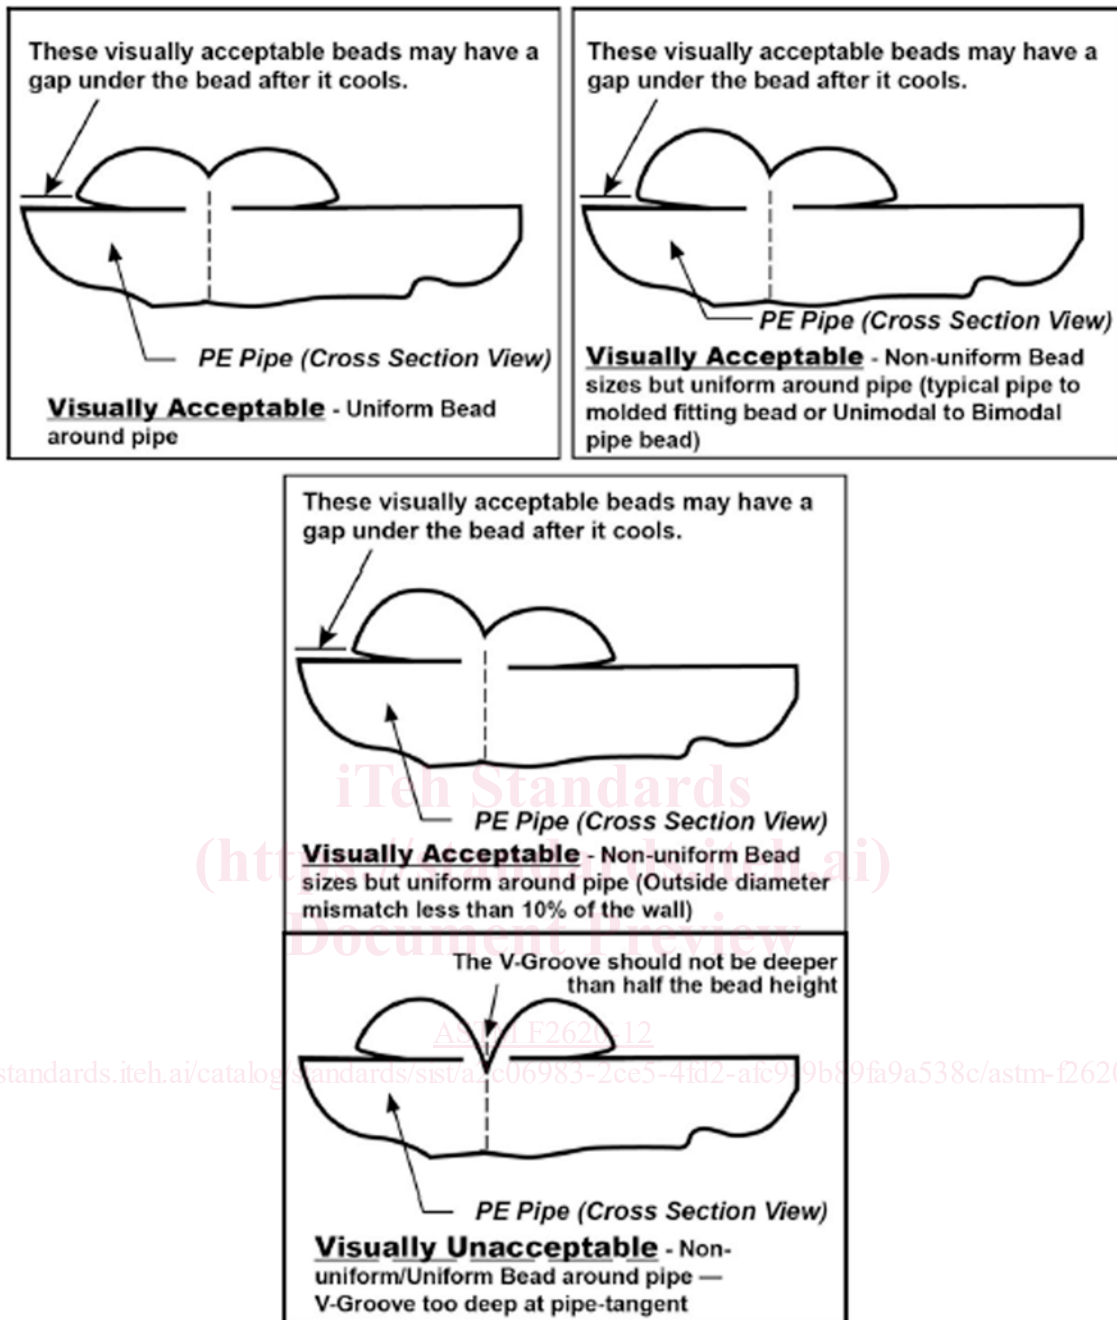 These visually acceptable beads may have a
gap under the bead after it cools.
PE Pipe (Cross Section View)
Visually Acceptable - Uniform Bead
around pipe
These visually acceptable beads may have a
gap under the bead after it cools.
PE Pipe (Cross Section View)
Visually Acceptable - Non-uniform Bead
sizes but uniform around pipe (typical pipe to
molded fitting bead or Unimodal to Bimodal
pipe bead)
These visually acceptable beads may have a
gap under the bead after it cools.
iTeh Standards
PE Pipe (Cross Section View)
Visually Acceptable - Non-uniform Bead
sizes but uniform around pipe (Outside diameter
mismatch less than 10% of the wall)
Document Preview
The V-Groove should not be deeper
than half the bead height
ASTM F2620-12
PE Pipe (Cross Section View)
Visually Unacceptable - Non-
uniform/Uniform Bead around pipe —
V-Groove too deep at pipe-tangent